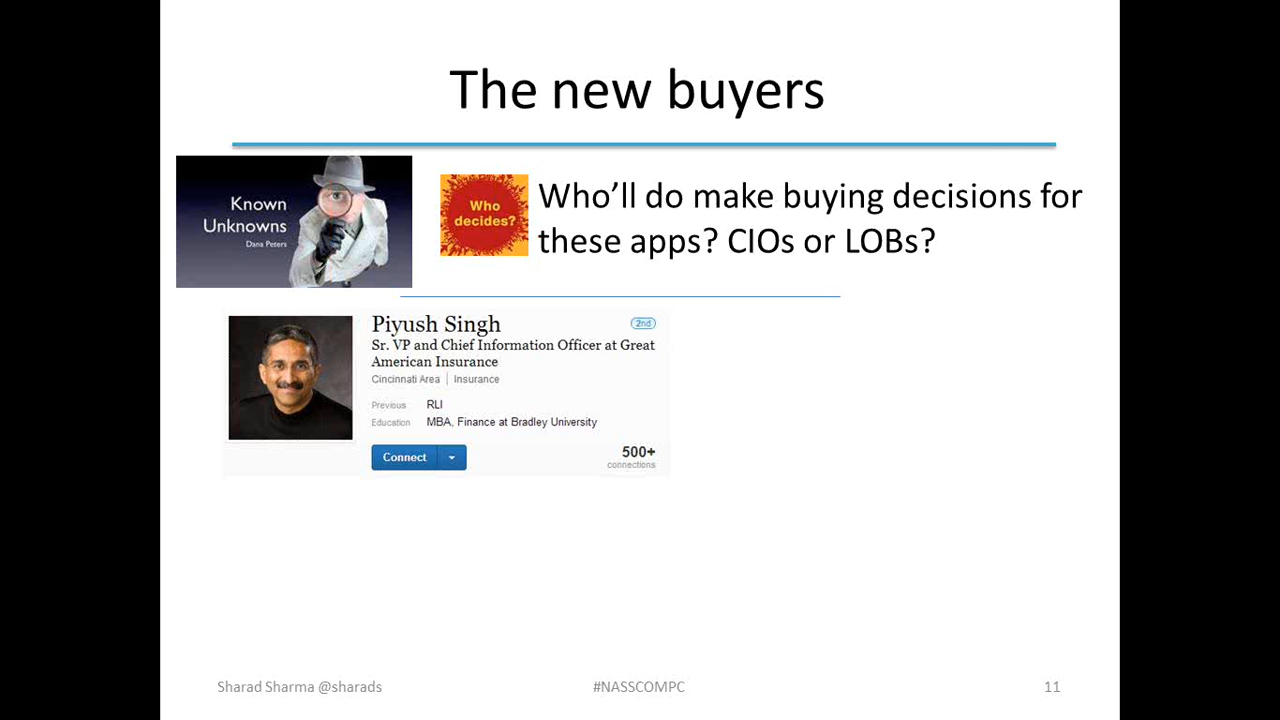 The new buyers
Known
Unknowns
Dana Peters
Who
decides?
Who'll do make buying decisions for
these apps? CIOs or LOBs?
Piyush Singh
2nd
Sr. VP and Chief Information Officer at Great
American Insurance
Cincinnati Area | Insurance
Previous RLI
Education MBA, Finance at Bradley University
Connect
500+
connections
Sharad Sharma @sharads
#NASSCOMPC
11